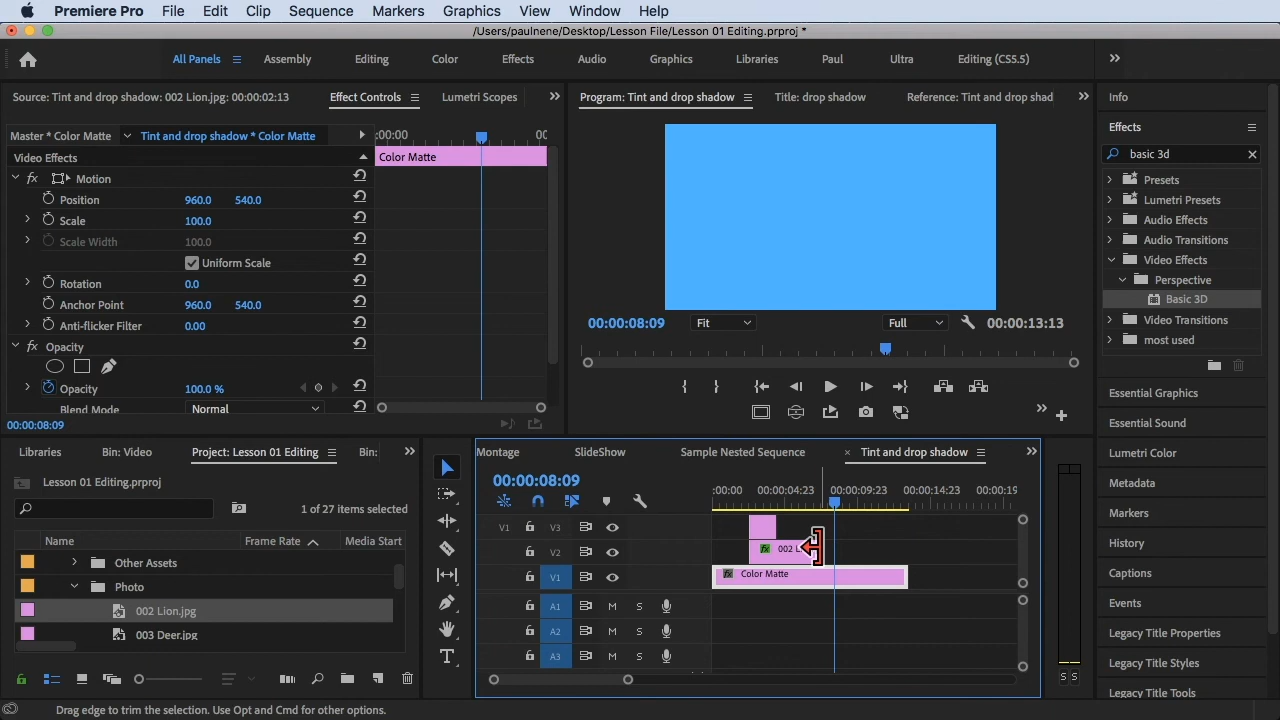 Premiere Pro File Edit Clip Sequence Markers Graphics View Window Help
/Users/paulnene/Desktop/Lesson File/Lesson 01 Editing.prproj *
All Panels Assembly Editing Color Effects Audio Graphics Libraries Paul Ultra Editing (CS5.5)
Source: Tint and drop shadow: 002 Lion.jpg: 00:00:02:13 Effect Controls Lumetri Scopes
Master * Color Matte Tint and drop shadow * Color Matte :00:00 00
Video Effects Color Matte
fx Motion
Position 960.0 540.0
Scale 100.0
Scale Width 100.0
Uniform Scale
Rotation 0.0
Anchor Point 960.0 540.0
Anti-flicker Filter 0.00
fx Opacity
Opacity 100.0 %
Blend Mode Normal
00:00:08:09
Program: Tint and drop shadow Title: drop shadow Reference: Tint and drop shad
00:00:08:09 Fit Full 00:00:13:13
Info
Effects
basic 3d
Presets
Lumetri Presets
Audio Effects
Audio Transitions
Video Effects
Perspective
Basic 3D
Video Transitions
most used
Essential Graphics
Essential Sound
Lumetri Color
Metadata
Markers
History
Captions
Events
Legacy Title Properties
Legacy Title Styles
Legacy Title Tools
Libraries Bin: Video Project: Lesson 01 Editing Bin:
Lesson 01 Editing.prproj
1 of 27 items selected
Name Frame Rate Media Start
Other Assets
Photo
002 Lion.jpg
003 Deer.jpg
T
Montage SlideShow Sample Nested Sequence × Tint and drop shadow
00:00:08:09
:00:00 00:00:04:23 00:00:09:23 00:00:14:23 00:00:19
V1 V3
V2 fx 002 L
V1 fx Color Matte
A1 M S
A2 M S
A3 M S
S S
Drag edge to trim the selection. Use Opt and Cmd for other options.